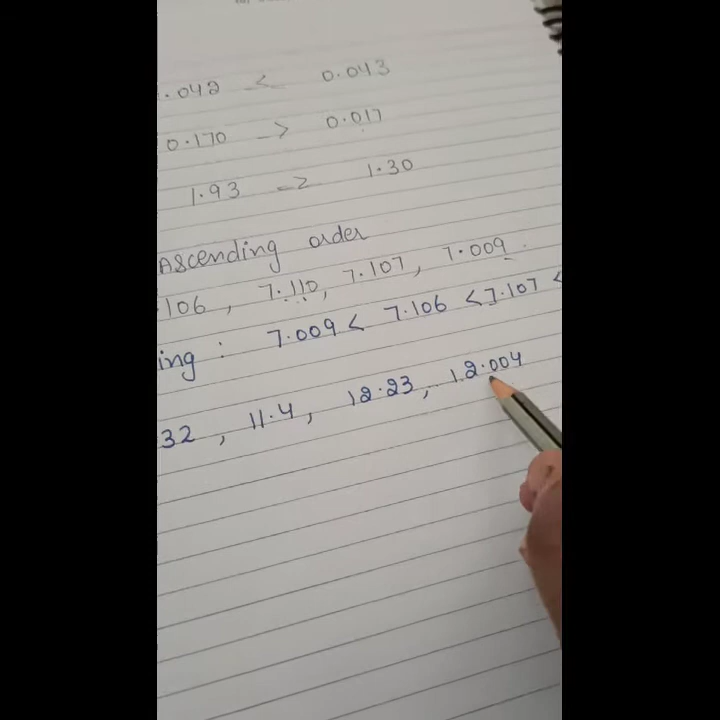 .042 < 0.043
0.170 -> 0.017
1.93 -> 1.30
Ascending order
.106 , 7.110, 7.107, 7.009
ing : 7.009 < 7.106 < 7.107 <
32 , 11.4 , 12.23 , 12.004